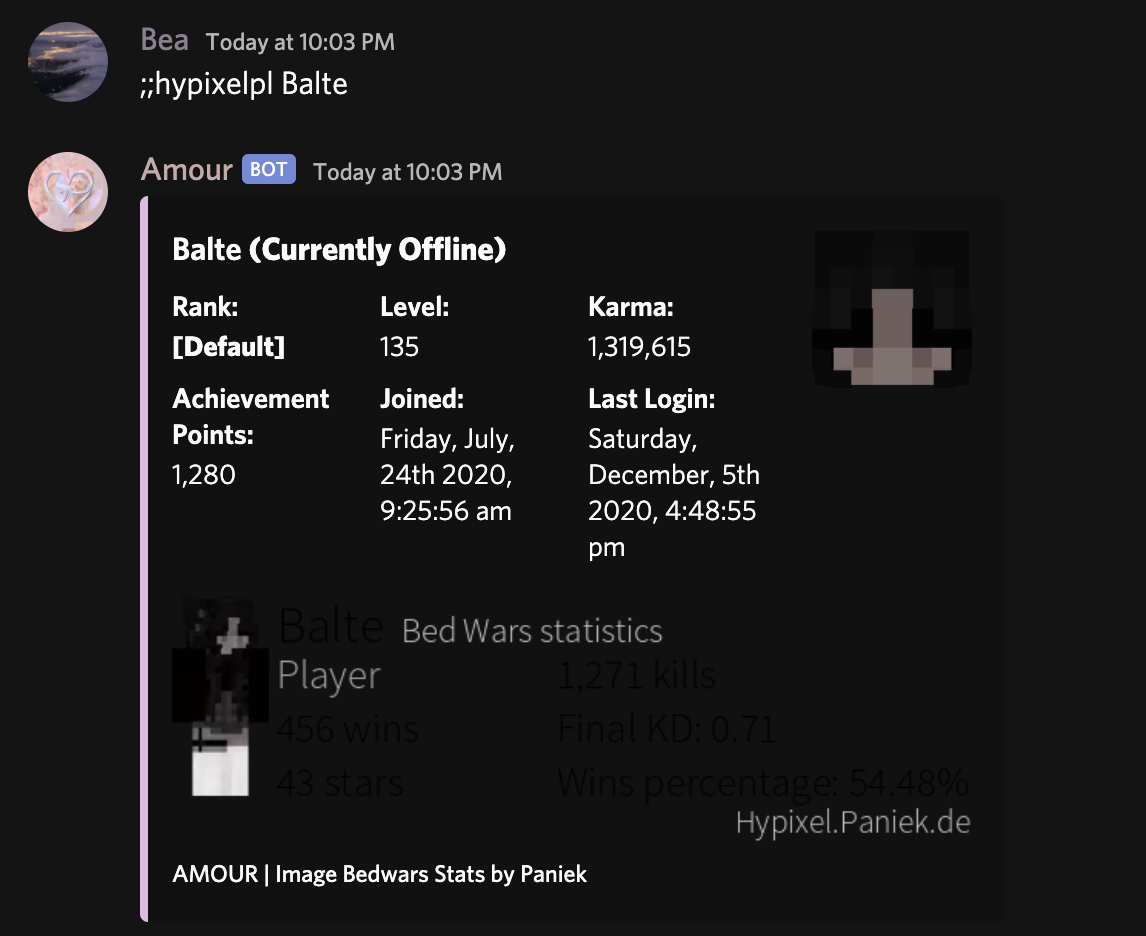 Bea Today at 10:03 PM
;;hypixelpl Balte
Amour BOT Today at 10:03 PM
Balte (Currently Offline)
Rank: Level: Karma:
[Default] 135 1,319,615
Achievement Points: Joined: Last Login:
1,280 Friday, July, 24th 2020, 9:25:56 am Saturday, December, 5th 2020, 4:48:55 pm
Balte Bed Wars statistics
Player 1,271 kills
456 wins Final KD: 0.71
43 stars Wins percentage: 54.48%
Hypixel.Paniek.de
AMOUR | Image Bedwars Stats by Paniek